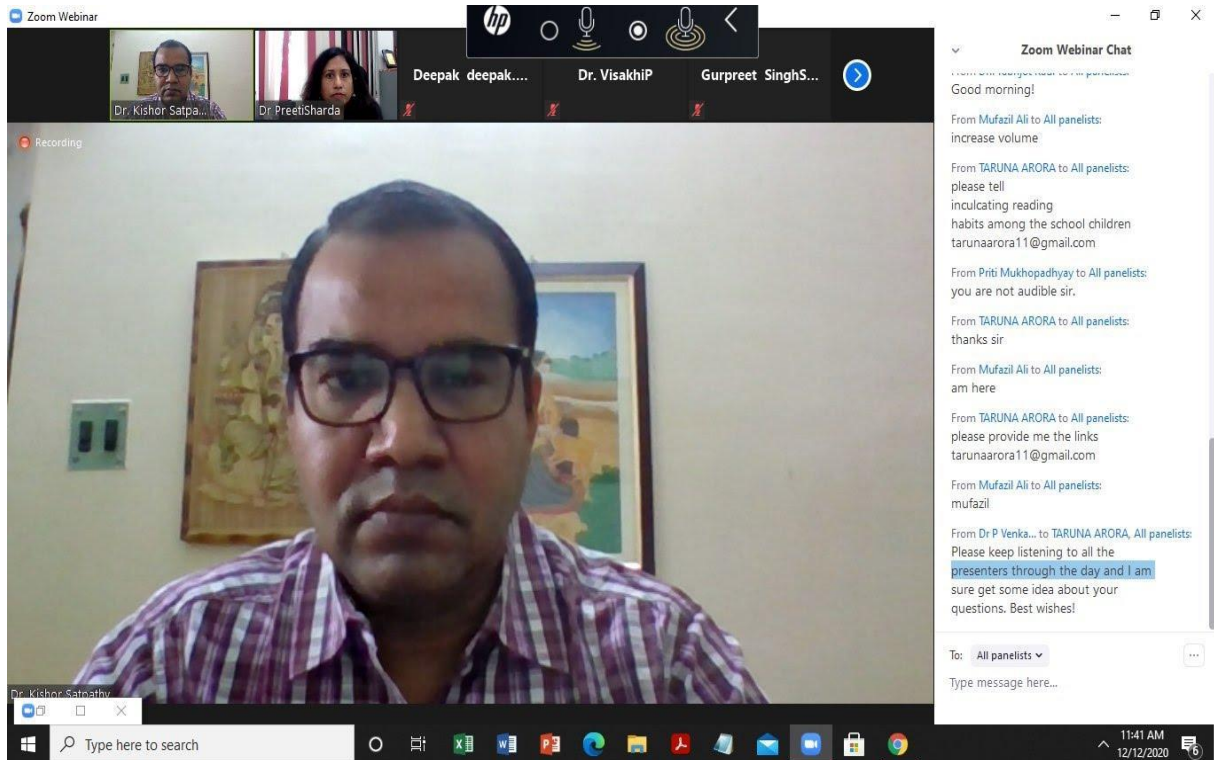 Zoom Webinar
hp
Dr. Kishor Satpa...
Dr PreetiSharda
Deepak deepak....
Dr. VisakhiP
Gurpreet SinghS...
Recording
Dr. Kishor Satpathy
Zoom Webinar Chat
Good morning!
From Mufazil Ali to All panelists:
increase volume
From TARUNA ARORA to All panelists:
please tell
inculcating reading
habits among the school children
tarunaarora11@gmail.com
From Priti Mukhopadhyay to All panelists:
you are not audible sir.
From TARUNA ARORA to All panelists:
thanks sir
From Mufazil Ali to All panelists:
am here
From TARUNA ARORA to All panelists:
please provide me the links
tarunaarora11@gmail.com
From Mufazil Ali to All panelists:
mufazil
From Dr P Venka... to TARUNA ARORA, All panelists:
Please keep listening to all the
presenters through the day and I am
sure get some idea about your
questions. Best wishes!
To: All panelists
Type message here...
Type here to search
11:41 AM
12/12/2020
6